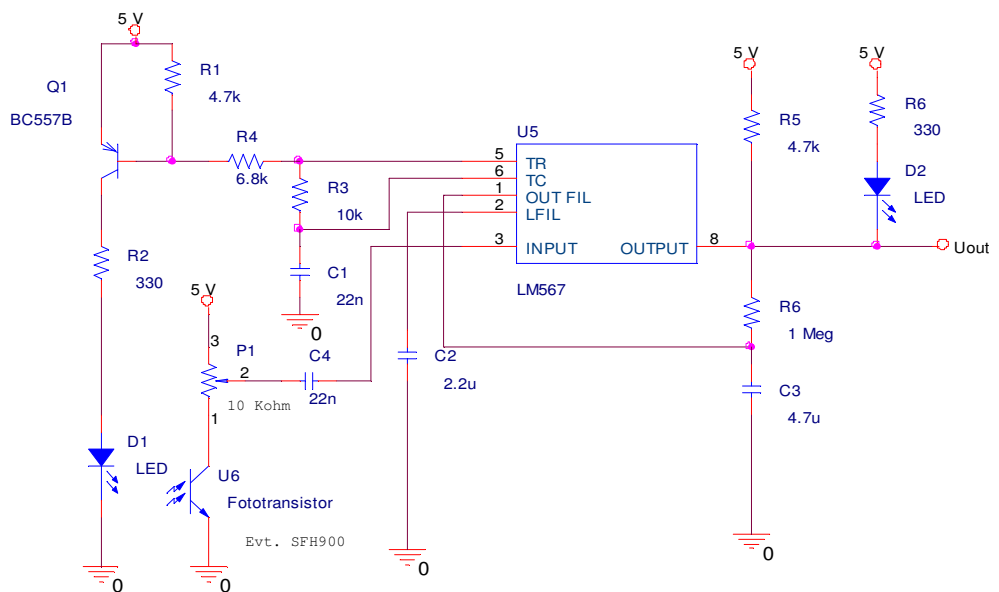 5 V
5 V
5 V
Q1
BC557B
R1
4.7k
R4
6.8k
R3
10k
U5
5
6
1
2
3
TR
TC
OUT FIL
LFIL
INPUT
OUTPUT
8
LM567
R5
4.7k
R6
330
D2
LED
Uout
R2
330
C1
22n
0
5 V
3
P1
2
10 Kohm
1
C4
22n
C2
2.2u
R6
1 Meg
C3
4.7u
D1
LED
U6
Fototransistor
Evt. SFH900
0
0
0
0